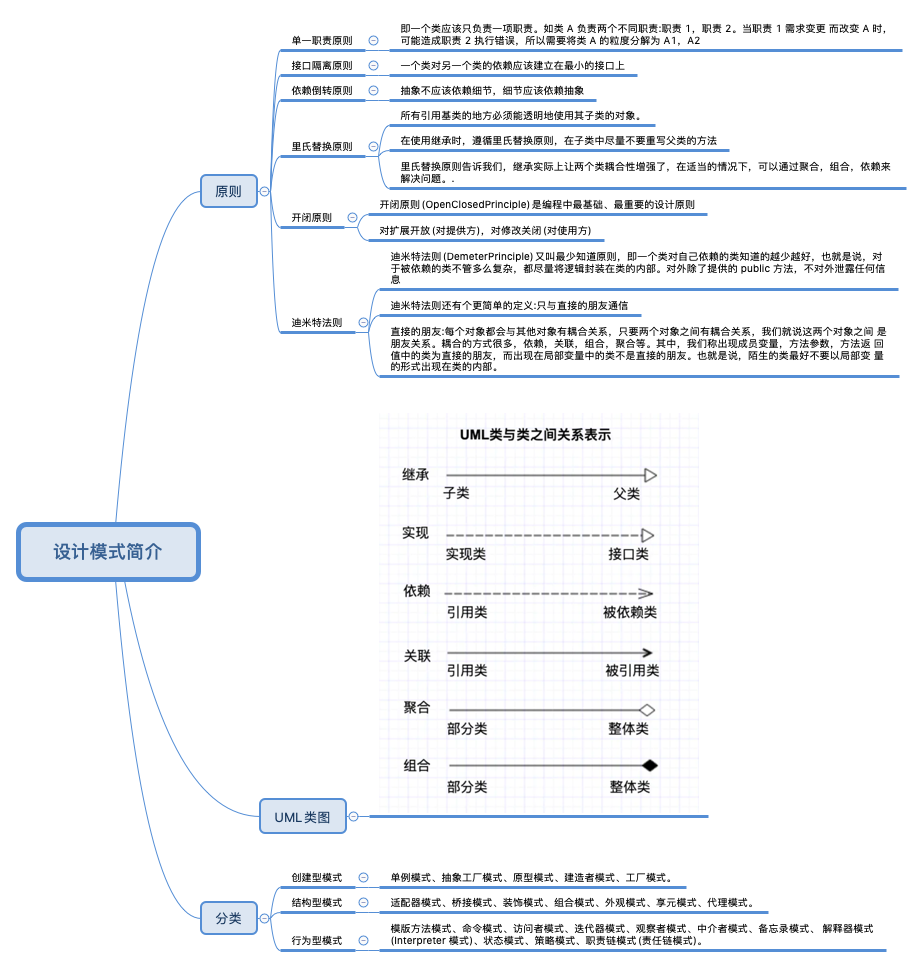 设计模式简介
原则
单一职责原则
即一个类应该只负责一项职责。如类 A 负责两个不同职责:职责 1，职责 2。当职责 1 需求变更 而改变 A 时，
可能造成职责 2 执行错误，所以需要将类 A 的粒度分解为 A1，A2
接口隔离原则
一个类对另一个类的依赖应该建立在最小的接口上
依赖倒转原则
抽象不应该依赖细节，细节应该依赖抽象
里氏替换原则
所有引用基类的地方必须能透明地使用其子类的对象。
在使用继承时，遵循里氏替换原则，在子类中尽量不要重写父类的方法
里氏替换原则告诉我们，继承实际上让两个类耦合性增强了，在适当的情况下，可以通过聚合，组合，依赖来
解决问题。.
开闭原则
开闭原则 (OpenClosedPrinciple) 是编程中最基础、最重要的设计原则
对扩展开放 (对提供方)，对修改关闭 (对使用方)
迪米特法则
迪米特法则 (DemeterPrinciple) 又叫最少知道原则，即一个类对自己依赖的类知道的越少越好，也就是说，对
于被依赖的类不管多么复杂，都尽量将逻辑封装在类的内部。对外除了提供的 public 方法，不对外泄露任何信
息
迪米特法则还有个更简单的定义:只与直接的朋友通信
直接的朋友:每个对象都会与其他对象有耦合关系，只要两个对象之间有耦合关系，我们就说这两个对象之间 是
朋友关系。耦合的方式很多，依赖，关联，组合，聚合等。其中，我们称出现成员变量，方法参数，方法返 回
值中的类为直接的朋友，而出现在局部变量中的类不是直接的朋友。也就是说，陌生的类最好不要以局部变 量
的形式出现在类的内部。
UML类图
UML类与类之间关系表示
继承
子类 父类
实现
实现类 接口类
依赖
引用类 被依赖类
关联
引用类 被引用类
聚合
部分类 整体类
组合
部分类 整体类
分类
创建型模式
单例模式、抽象工厂模式、原型模式、建造者模式、工厂模式。
结构型模式
适配器模式、桥接模式、装饰模式、组合模式、外观模式、享元模式、代理模式。
行为型模式
模版方法模式、命令模式、访问者模式、迭代器模式、观察者模式、中介者模式、备忘录模式、 解释器模式
(Interpreter 模式)、状态模式、策略模式、职责链模式 (责任链模式)。